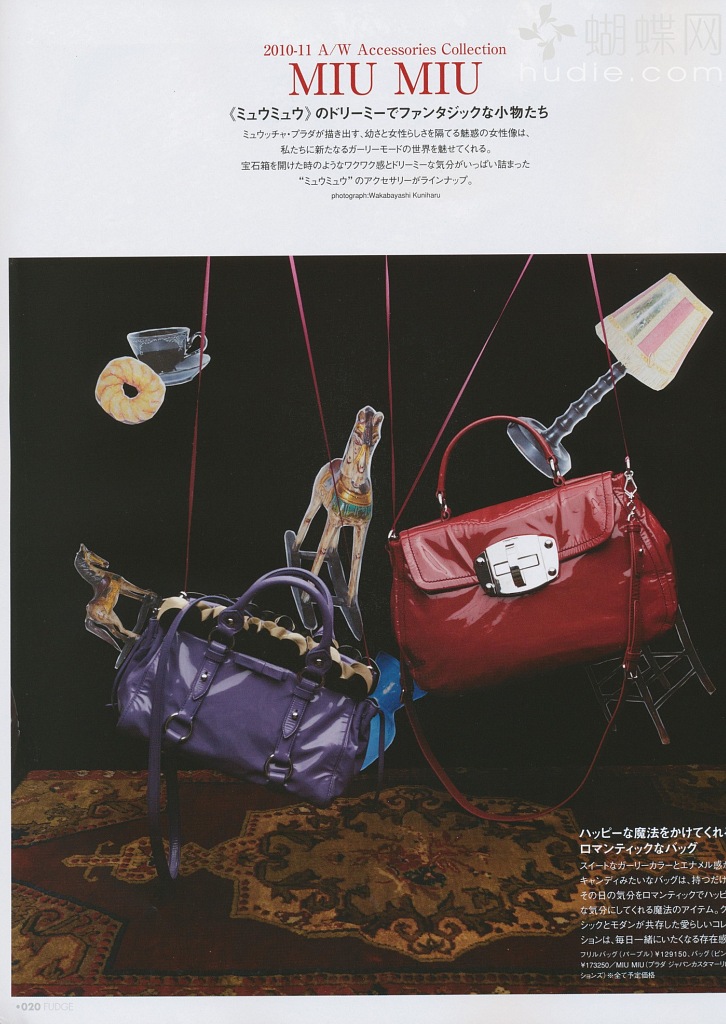 蝴蝶网
hudie.com
2010-11 A/W Accessories Collection
MIU MIU
《ミュウミュウ》のドリーミーでファンタジックな小物たち
ミュウッチャ・プラダが描き出す、幼さと女性らしさを隔てる魅惑の女性像は、
私たちに新たなガーリーモードの世界を魅せてくれる。
宝石箱を開けた時のようなワクワク感とドリーミーな気分がいっぱい詰まった
“ミュウミュウ”のアクセサリーがラインナップ。
photograph:Wakabayashi Kuniharu
ハッピーな魔法をかけてくれ
ロマンティックなバッグ
スイートなガーリーカラーとエナメル感
キャンディみたいなバッグは、持つだけ
その日の気分をロマンティックでハッピ
な気分にしてくれる魔法のアイテム。ク
シックとモダンが共存した愛らしいコレ
ションは、毎日一緒にいたくなる存在感
フリルバッグ(パープル)¥129150、バッグ(ピン
¥173250/MIU MIU(プラダ ジャパンカスタマーリ
ションズ)※全て予定価格
•020 FUDGE